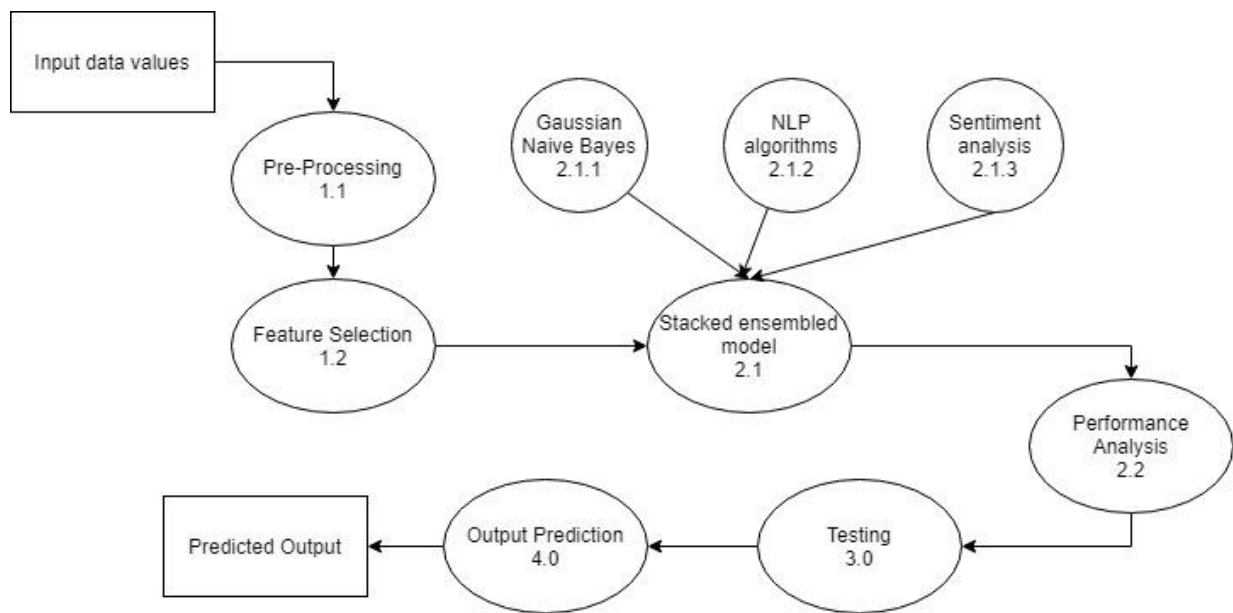 Input data values
Pre-Processing
1.1
Gaussian
Naive Bayes
2.1.1
NLP
algorithms
2.1.2
Sentiment
analysis
2.1.3
Feature Selection
1.2
Stacked ensembled
model
2.1
Performance
Analysis
2.2
Testing
3.0
Output Prediction
4.0
Predicted Output